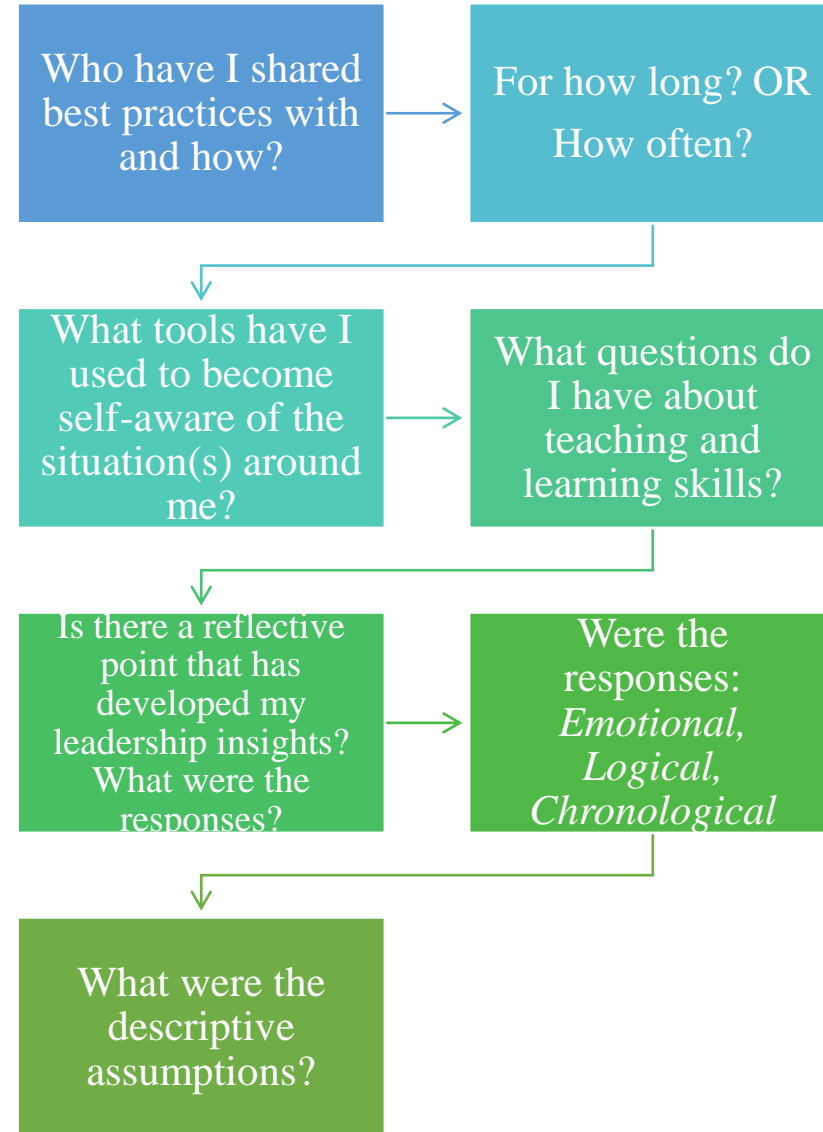 Who have I shared
best practices with
and how?
For how long? OR
How often?
What tools have I
used to become
self-aware of the
situation(s) around
me?
What questions do
I have about
teaching and
learning skills?
Is there a reflective
point that has
developed my
leadership insights?
What were the
responses?
Were the
responses:
Emotional,
Logical,
Chronological
What were the
descriptive
assumptions?